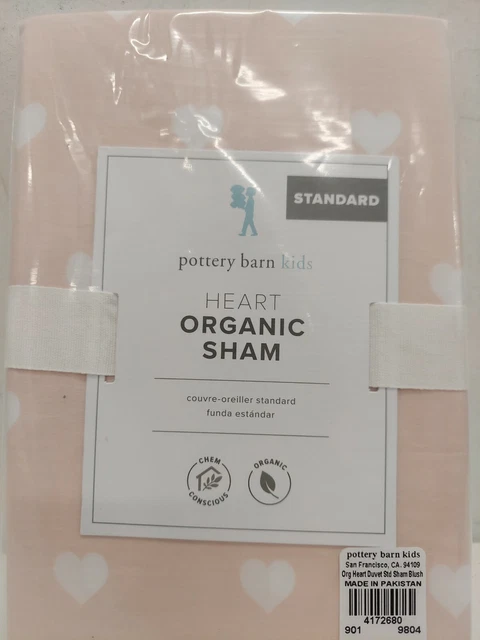 STANDARD
pottery barn kids
HEART
ORGANIC
SHAM
couvre-oreiller standard
funda estándar
CHEM
CONSCIOUS
ORGANIC
pottery barn kids
San Francisco, CA. 94109
Org Heart Duvet Std Sham Blush
MADE IN PAKISTAN
4172680
901 9804